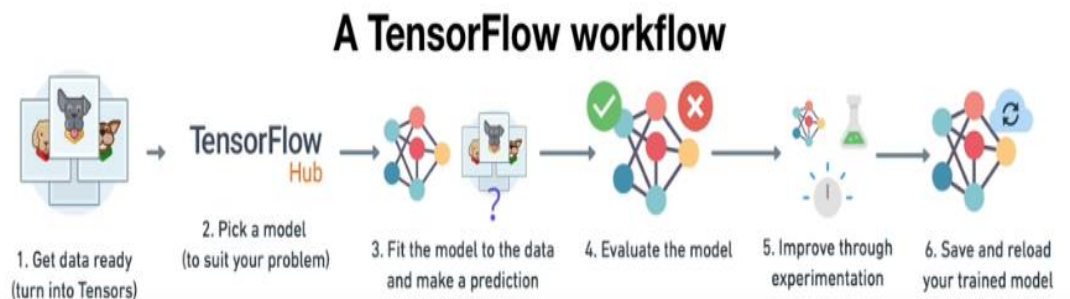 A TensorFlow workflow
TensorFlow
Hub
?
1. Get data ready
(turn into Tensors)
2. Pick a model
(to suit your problem)
3. Fit the model to the data
and make a prediction
4. Evaluate the model
5. Improve through
experimentation
6. Save and reload
your trained model